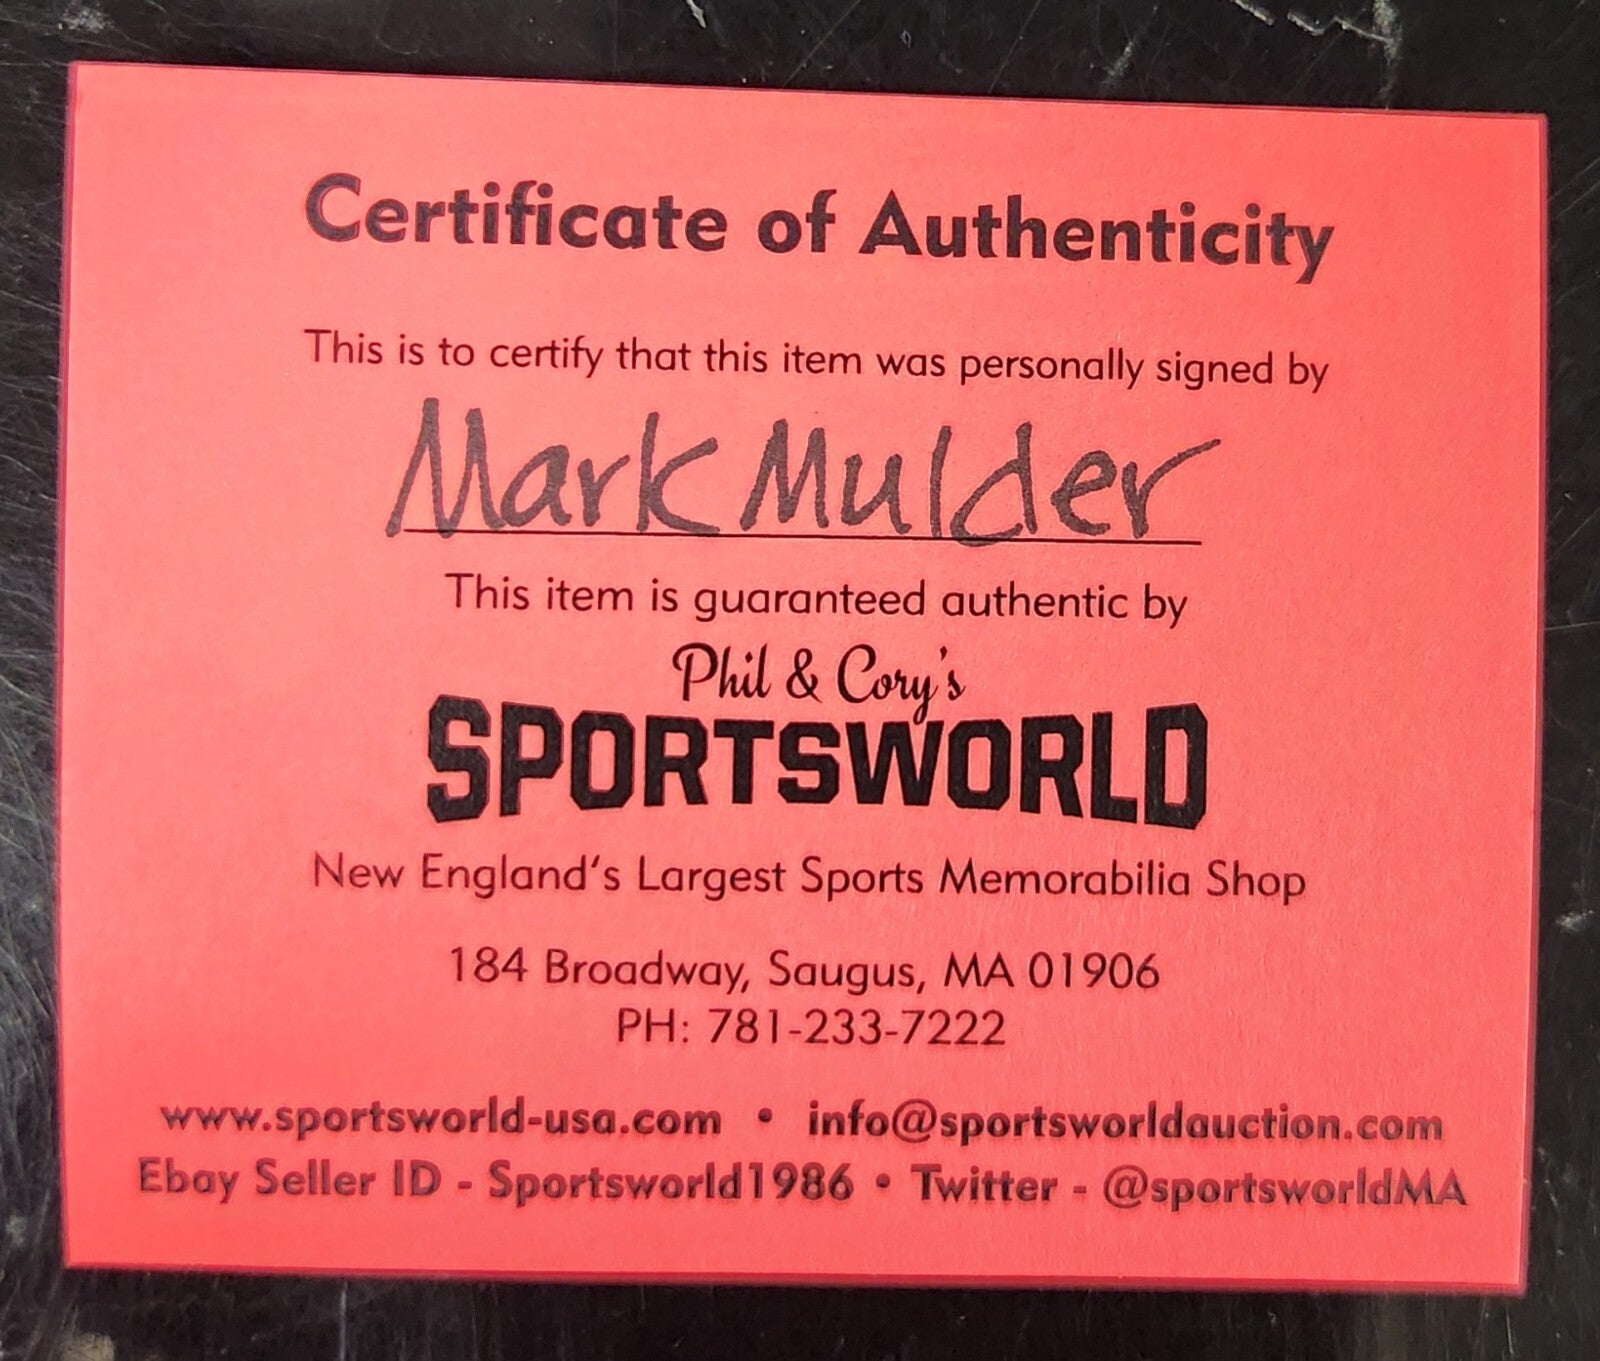 Certificate of Authenticity
This is to certify that this item was personally signed by
Mark Mulder
This item is guaranteed authentic by
Phil & Cory's
SPORTSWORLD
New England's Largest Sports Memorabilia Shop
184 Broadway, Saugus, MA 01906
PH: 781-233-7222
www.sportsworld-usa.com • info@sportsworldauction.com
Ebay Seller ID - Sportsworld1986 • Twitter - @sportsworldMA